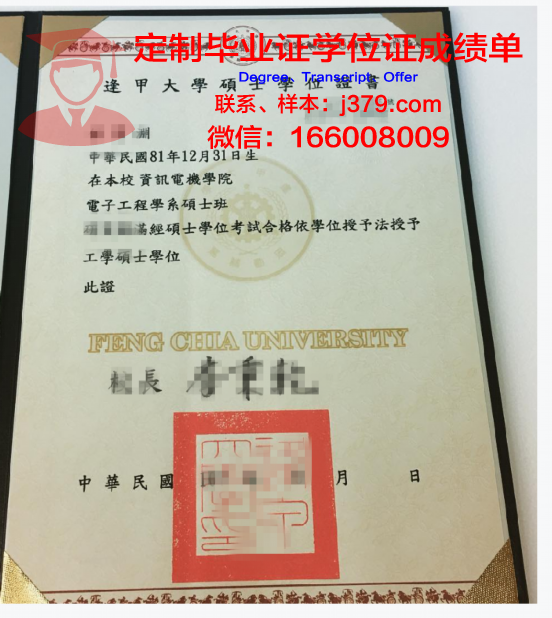 定制毕业证学位证成绩单
Degree, Transcript, Offer
逢甲大學碩士學位證書
联系、样本：j379.com
微信：166008009
中華民國81年12月31日生
在本校資訊電機學院
電子工程學系碩士班
滿經碩士學位考試合格依學位授予法授予
工學碩士學位
此證
FENG CHIA UNIVERSITY
校長
中華民國 月 日